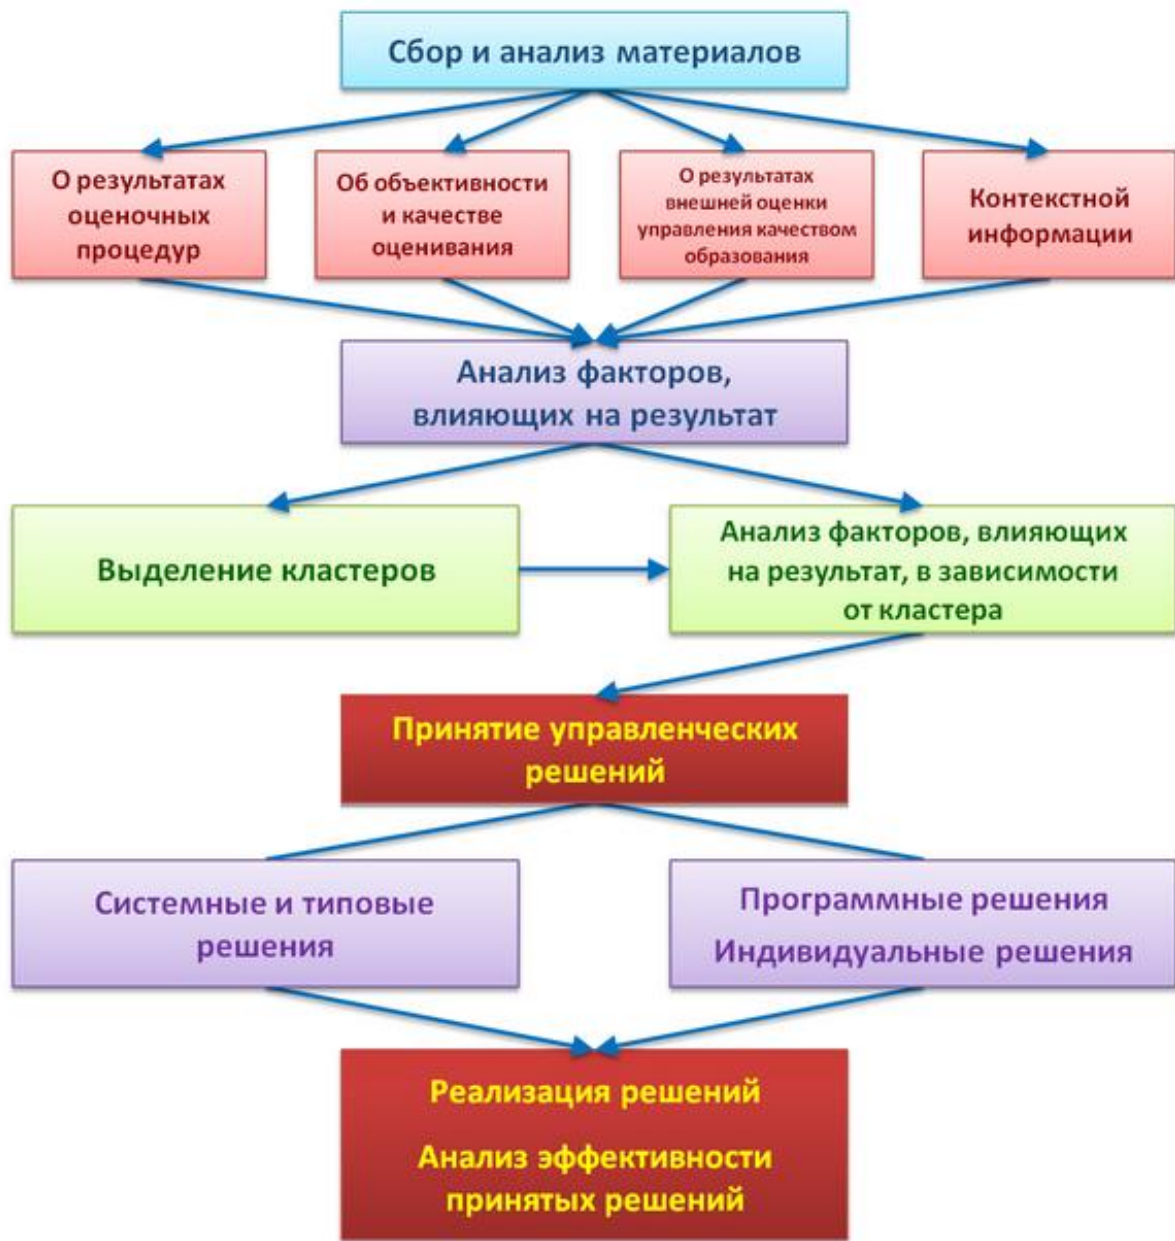 Сбор и анализ материалов
О результатах
оценочных
процедур
Об объективности
и качестве
оценивания
О результатах
внешней оценки
управления качеством
образования
Контекстной
информации
Анализ факторов,
влияющих на результат
Выделение кластеров
Анализ факторов, влияющих
на результат, в зависимости
от кластера
Принятие управленческих
решений
Системные и типовые
решения
Программные решения
Индивидуальные решения
Реализация решений
Анализ эффективности
принятых решений